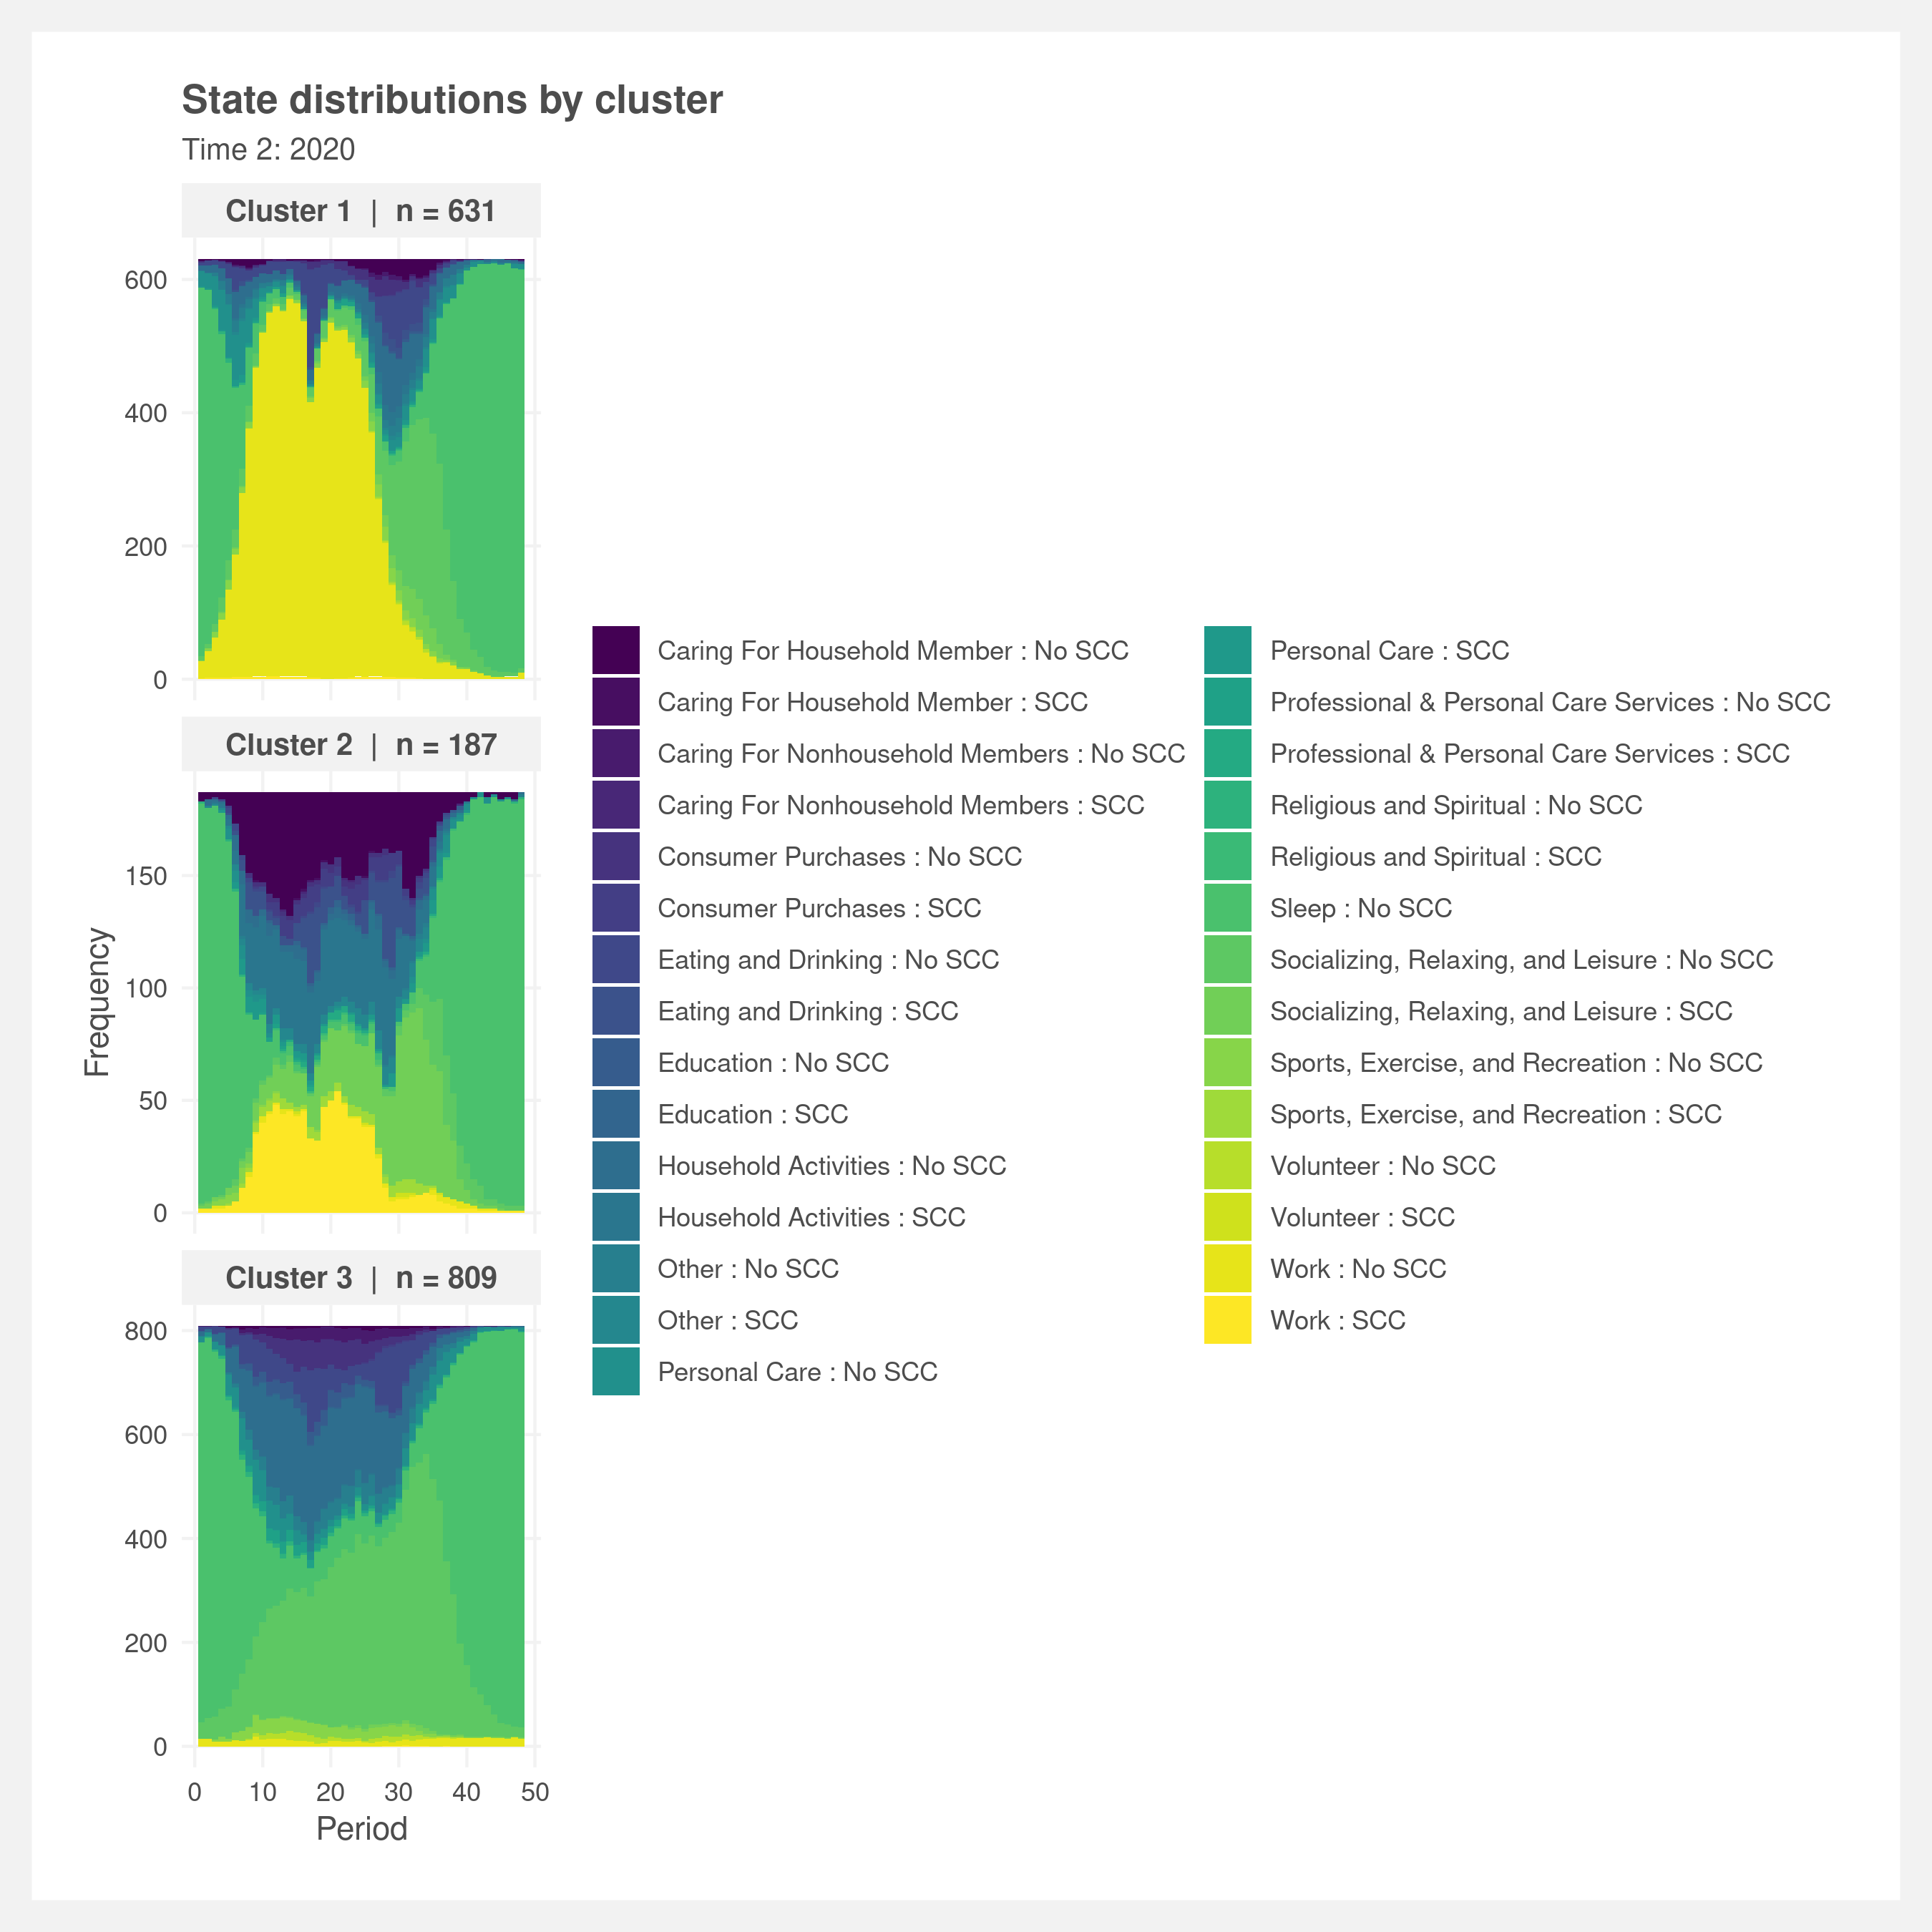 State distributions by cluster
Time 2: 2020
Cluster 1 | n = 631
600
400
200
0
Cluster 2 | n = 187
150
100
50
0
Cluster 3 | n = 809
800
600
400
200
0
0 10 20 30 40 50
Period
Frequency
Caring For Household Member : No SCC
Caring For Household Member : SCC
Caring For Nonhousehold Members : No SCC
Caring For Nonhousehold Members : SCC
Consumer Purchases : No SCC
Consumer Purchases : SCC
Eating and Drinking : No SCC
Eating and Drinking : SCC
Education : No SCC
Education : SCC
Household Activities : No SCC
Household Activities : SCC
Other : No SCC
Other : SCC
Personal Care : No SCC
Personal Care : SCC
Professional & Personal Care Services : No SCC
Professional & Personal Care Services : SCC
Religious and Spiritual : No SCC
Religious and Spiritual : SCC
Sleep : No SCC
Socializing, Relaxing, and Leisure : No SCC
Socializing, Relaxing, and Leisure : SCC
Sports, Exercise, and Recreation : No SCC
Sports, Exercise, and Recreation : SCC
Volunteer : No SCC
Volunteer : SCC
Work : No SCC
Work : SCC